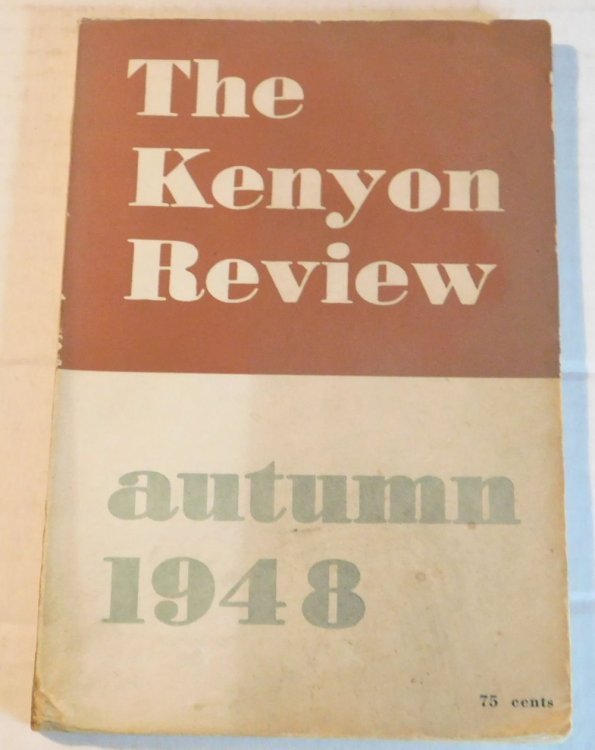 The
Kenyon
Review
autumn
1948
75 cents